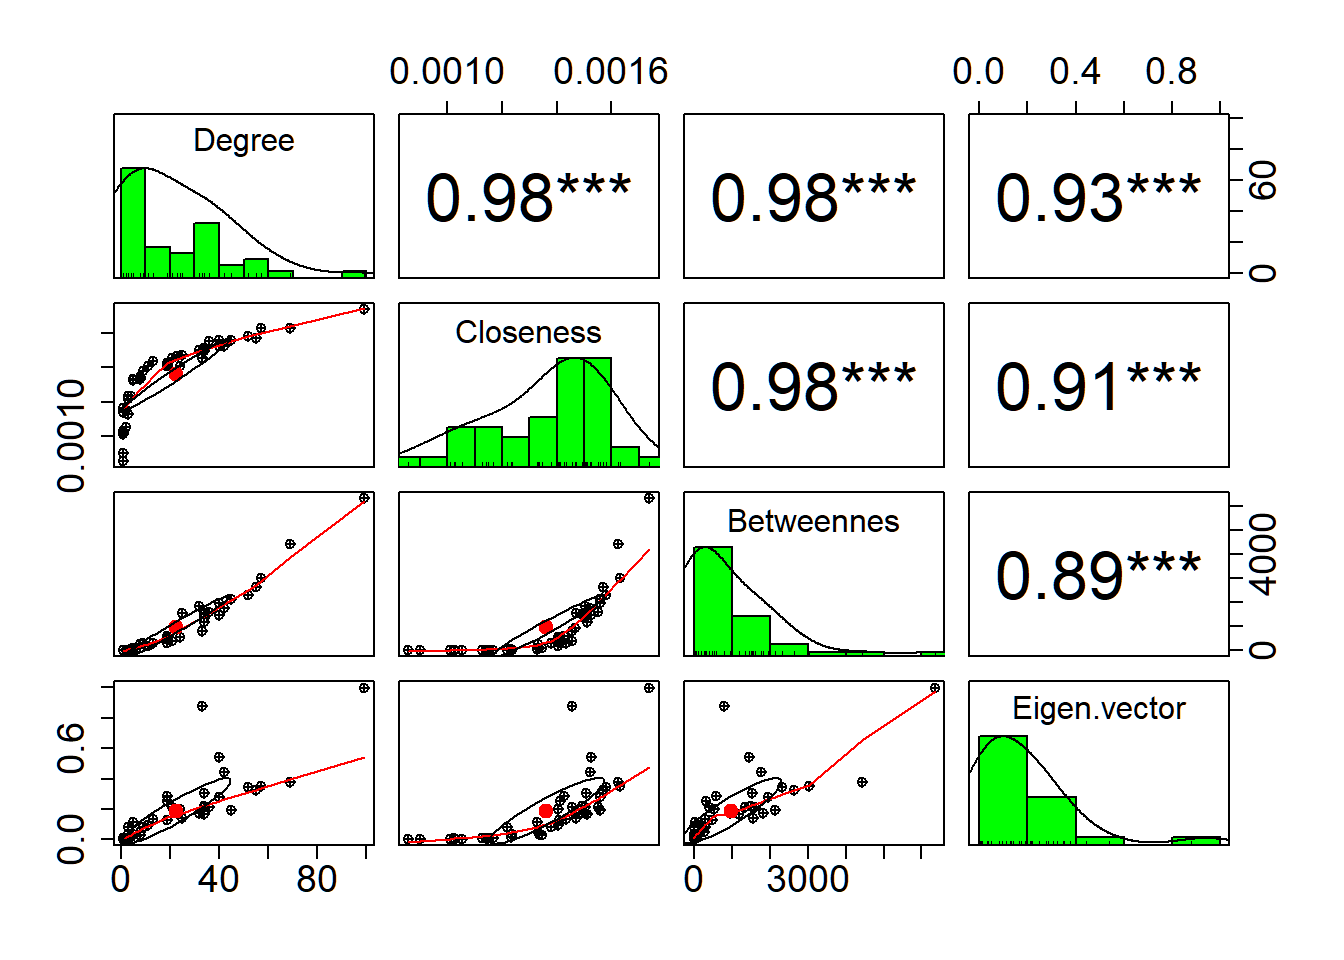 0.0010 0.0016 0.0 0.4 0.8
Degree 0.98*** 0.98*** 0.93*** 0 60
0.0010 Closeness 0.98*** 0.91***
Betweennes 0.89*** 0 4000
0.0 0.6 Eigen.vector
0 40 80 0 3000